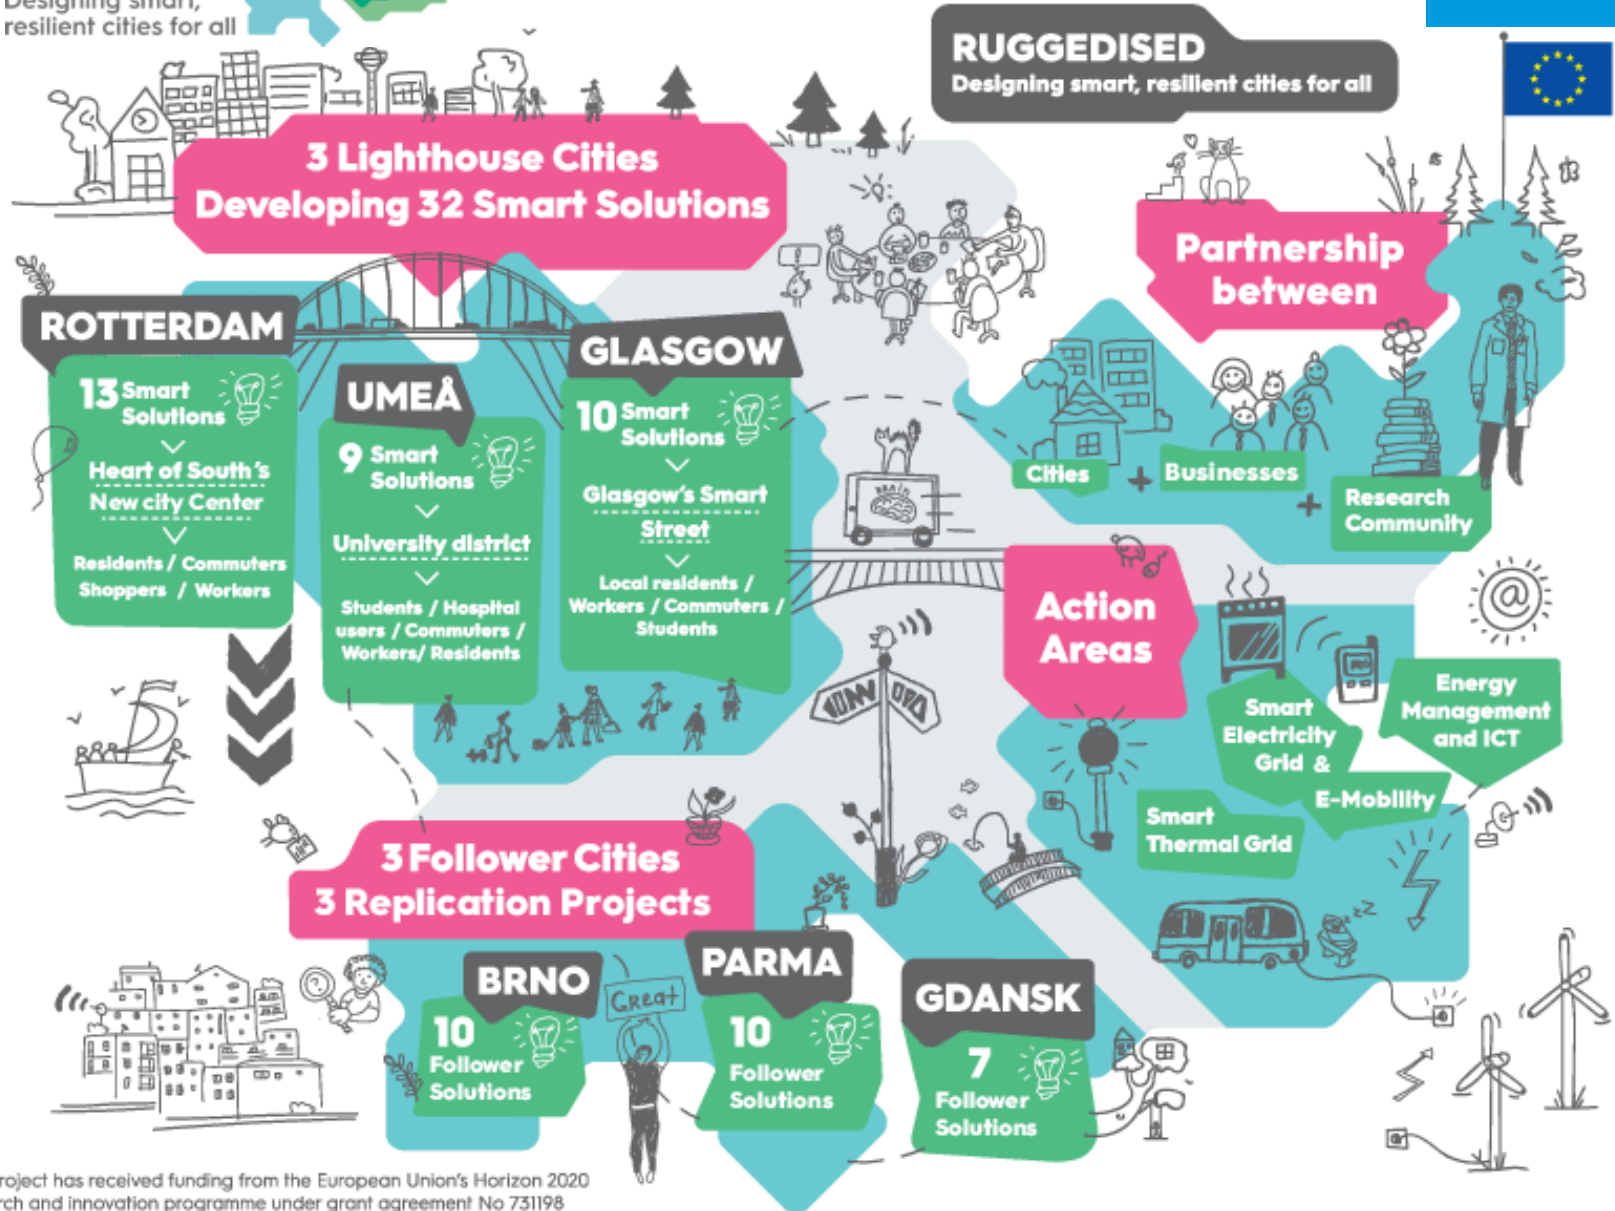 Designing smart,
resilient cities for all
RUGGEDISED
Designing smart, resilient cities for all
3 Lighthouse Cities
Developing 32 Smart Solutions
Partnership
between
ROTTERDAM
13 Smart
Solutions
Heart of South's
New city Center
Residents / Commuters
Shoppers / Workers
UMEÅ
9 Smart
Solutions
University district
Students / Hospital
users / Commuters /
Workers/ Residents
GLASGOW
10 Smart
Solutions
Glasgow's Smart
Street
Local residents /
Workers / Commuters /
Students
BRAIN
Cities
+
Businesses
+
Research
Community
Action
Areas
@
Smart
Electricity
Grid &
E-Mobility
Energy
Management
and ICT
Smart
Thermal Grid
3 Follower Cities
3 Replication Projects
BRNO
10
Follower
Solutions
Great
PARMA
10
Follower
Solutions
GDANSK
7
Follower
Solutions
zzZ
roject has received funding from the European Union's Horizon 2020
rch and innovation programme under grant agreement No 731198